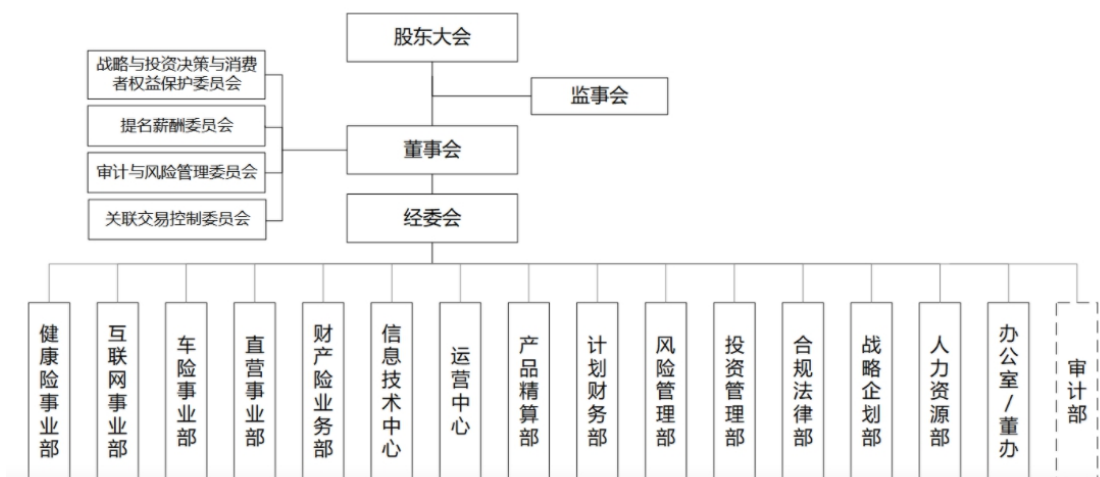 股东大会
战略与投资决策与消费
者权益保护委员会
监事会
提名薪酬委员会
董事会
审计与风险管理委员会
关联交易控制委员会
经委会
健康险事业部
互联网事业部
车险事业部
直营事业部
财产险业务部
信息技术中心
运营中心
产品精算部
计划财务部
风险管理部
投资管理部
合规法律部
战略企划部
人力资源部
办公室/董办
审计部